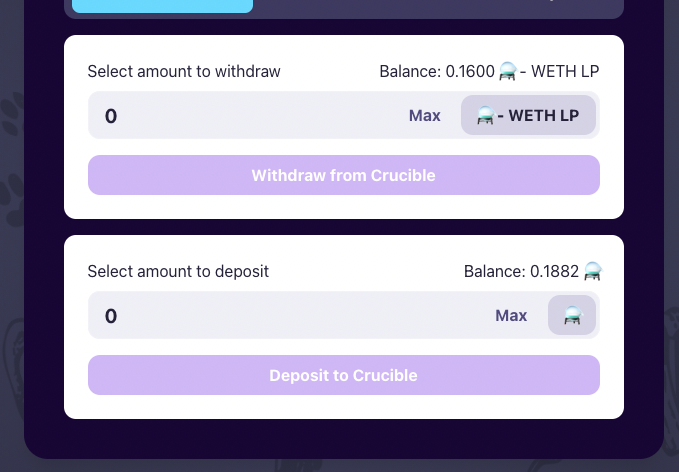 Select amount to withdraw Balance: 0.1600 - WETH LP
0 Max - WETH LP
Withdraw from Crucible
Select amount to deposit Balance: 0.1882
0 Max
Deposit to Crucible